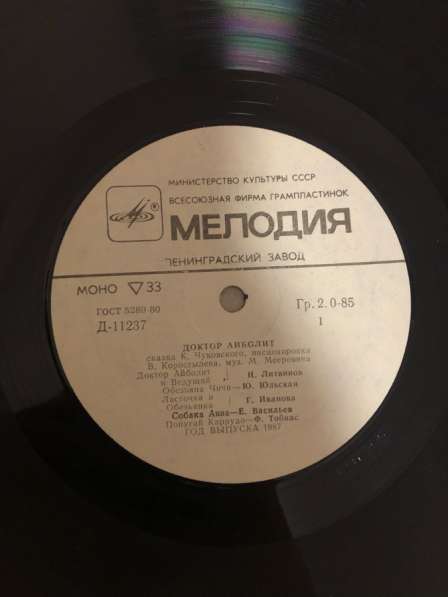 МИНИСТЕРСТВО КУЛЬТУРЫ СССР
ВСЕСОЮЗНАЯ ФИРМА ГРАМПЛАСТИНОК
МЕЛОДИЯ
ЛЕНИНГРАДСКИЙ ЗАВОД
МОНО 33
ГОСТ 5289-80
Гр. 2. 0-85
Д-11237
1
ДОКТОР АЙБОЛИТ
сказка К. Чуковского, инсценировка
В. Коростылева, муз. М. Мееровича
Доктор Айболит
и Ведущий — Н. Литвинов
Обезьяна Чичи — Ю. Юльская
Ласточка и
Обезьянка — Г. Иванова
Собака Авва — Е. Васильев
Попугай Карудо — Ф. Тобиас
ГОД ВЫПУСКА 1987